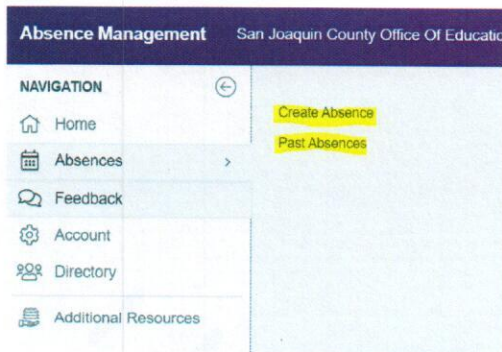 Absence Management San Joaquin County Office Of Educatio
NAVIGATION
Home
Absences
Feedback
Account
Directory
Additional Resources
Create Absence
Past Absences